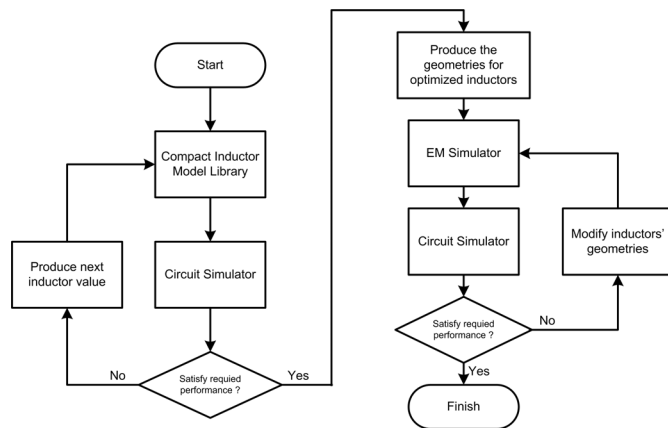 Start
Compact Inductor
Model Library
Circuit Simulator
Produce next
inductor value
Satisfy requied
performance ?
No
Yes
Produce the
geometries for
optimized inductors
EM Simulator
Circuit Simulator
Modify inductors'
geometries
Satisfy requied
performance ?
No
Yes
Finish